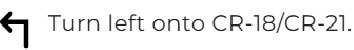 Turn left onto CR-18/CR-21.